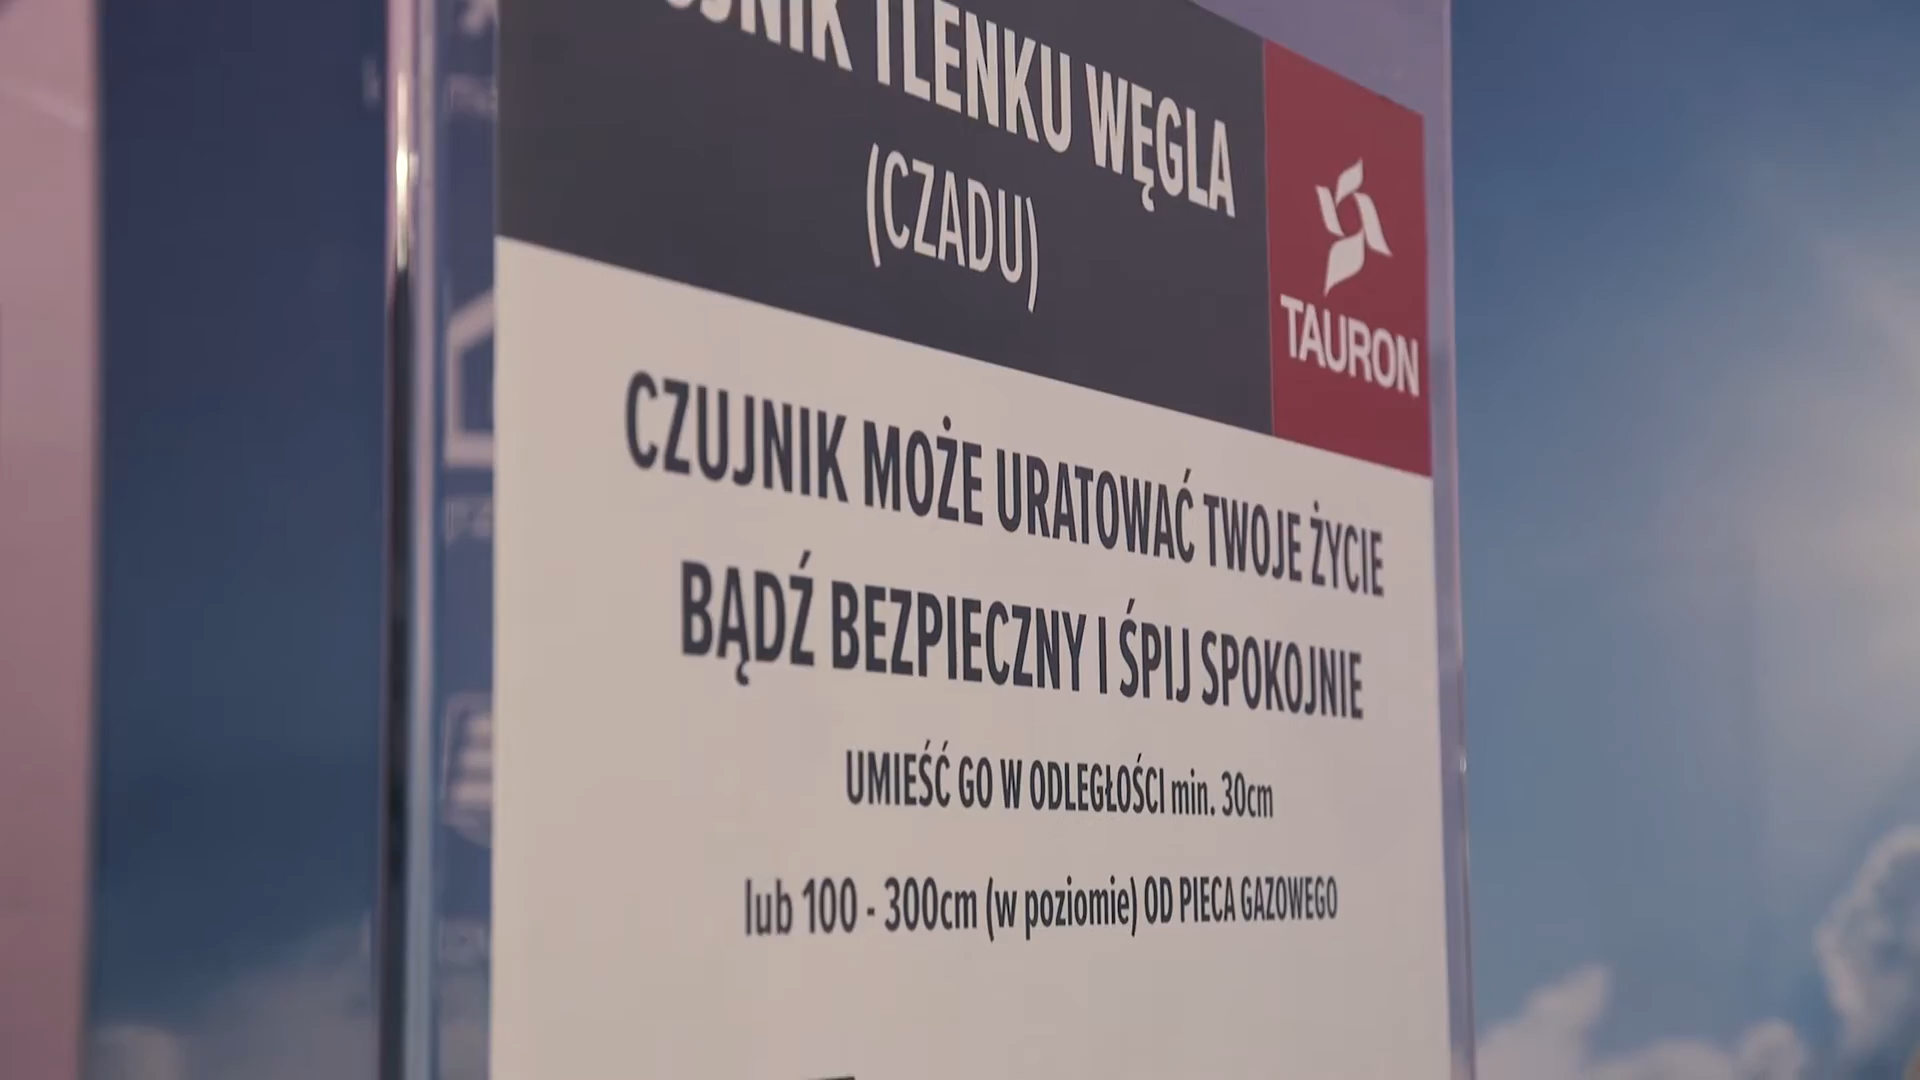 TLENKU WĘGLA
(CZADU)
TAURON
CZUJNIK MOŻE URATOWAĆ TWOJE ŻYCIE
BĄDŹ BEZPIECZNY I ŚPIJ SPOKOJNIE
UMIEŚĆ GO W ODLEGŁOŚCI min. 30cm
lub 100 - 300cm (w poziomie) OD PIECA GAZOWEGO